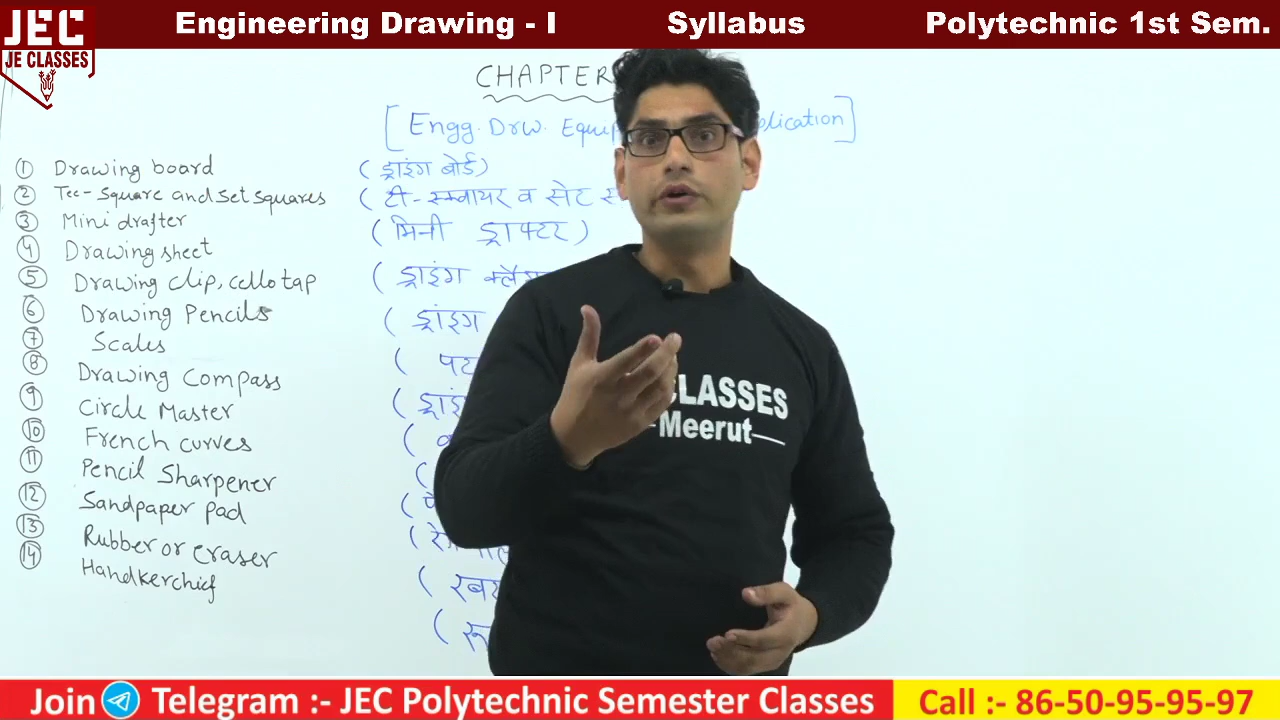 JEC
JE CLASSES
Engineering Drawing - I Syllabus Polytechnic 1st Sem.
CHAPTER
[Engg. Drw. Equip plication]
① Drawing board (ड्राइंग बोर्ड)
② Tee-Square and Set squares (टी-स्क्वायर व सेट
③ Mini drafter (मिनी ड्राफ्टर)
④ Drawing sheet
⑤ Drawing clip, cello tap (ड्राइंग
⑥ Drawing Pencils (ड्राइंग
⑦ Scales
⑧ Drawing Compass (ड्राइं
⑨ Circle Master
⑩ French curves
⑪ Pencil Sharpener
⑫ Sandpaper pad
⑬ Rubber or eraser
⑭ Handkerchief
CLASSES
Meerut
Join Telegram :- JEC Polytechnic Semester Classes Call :- 86-50-95-95-97